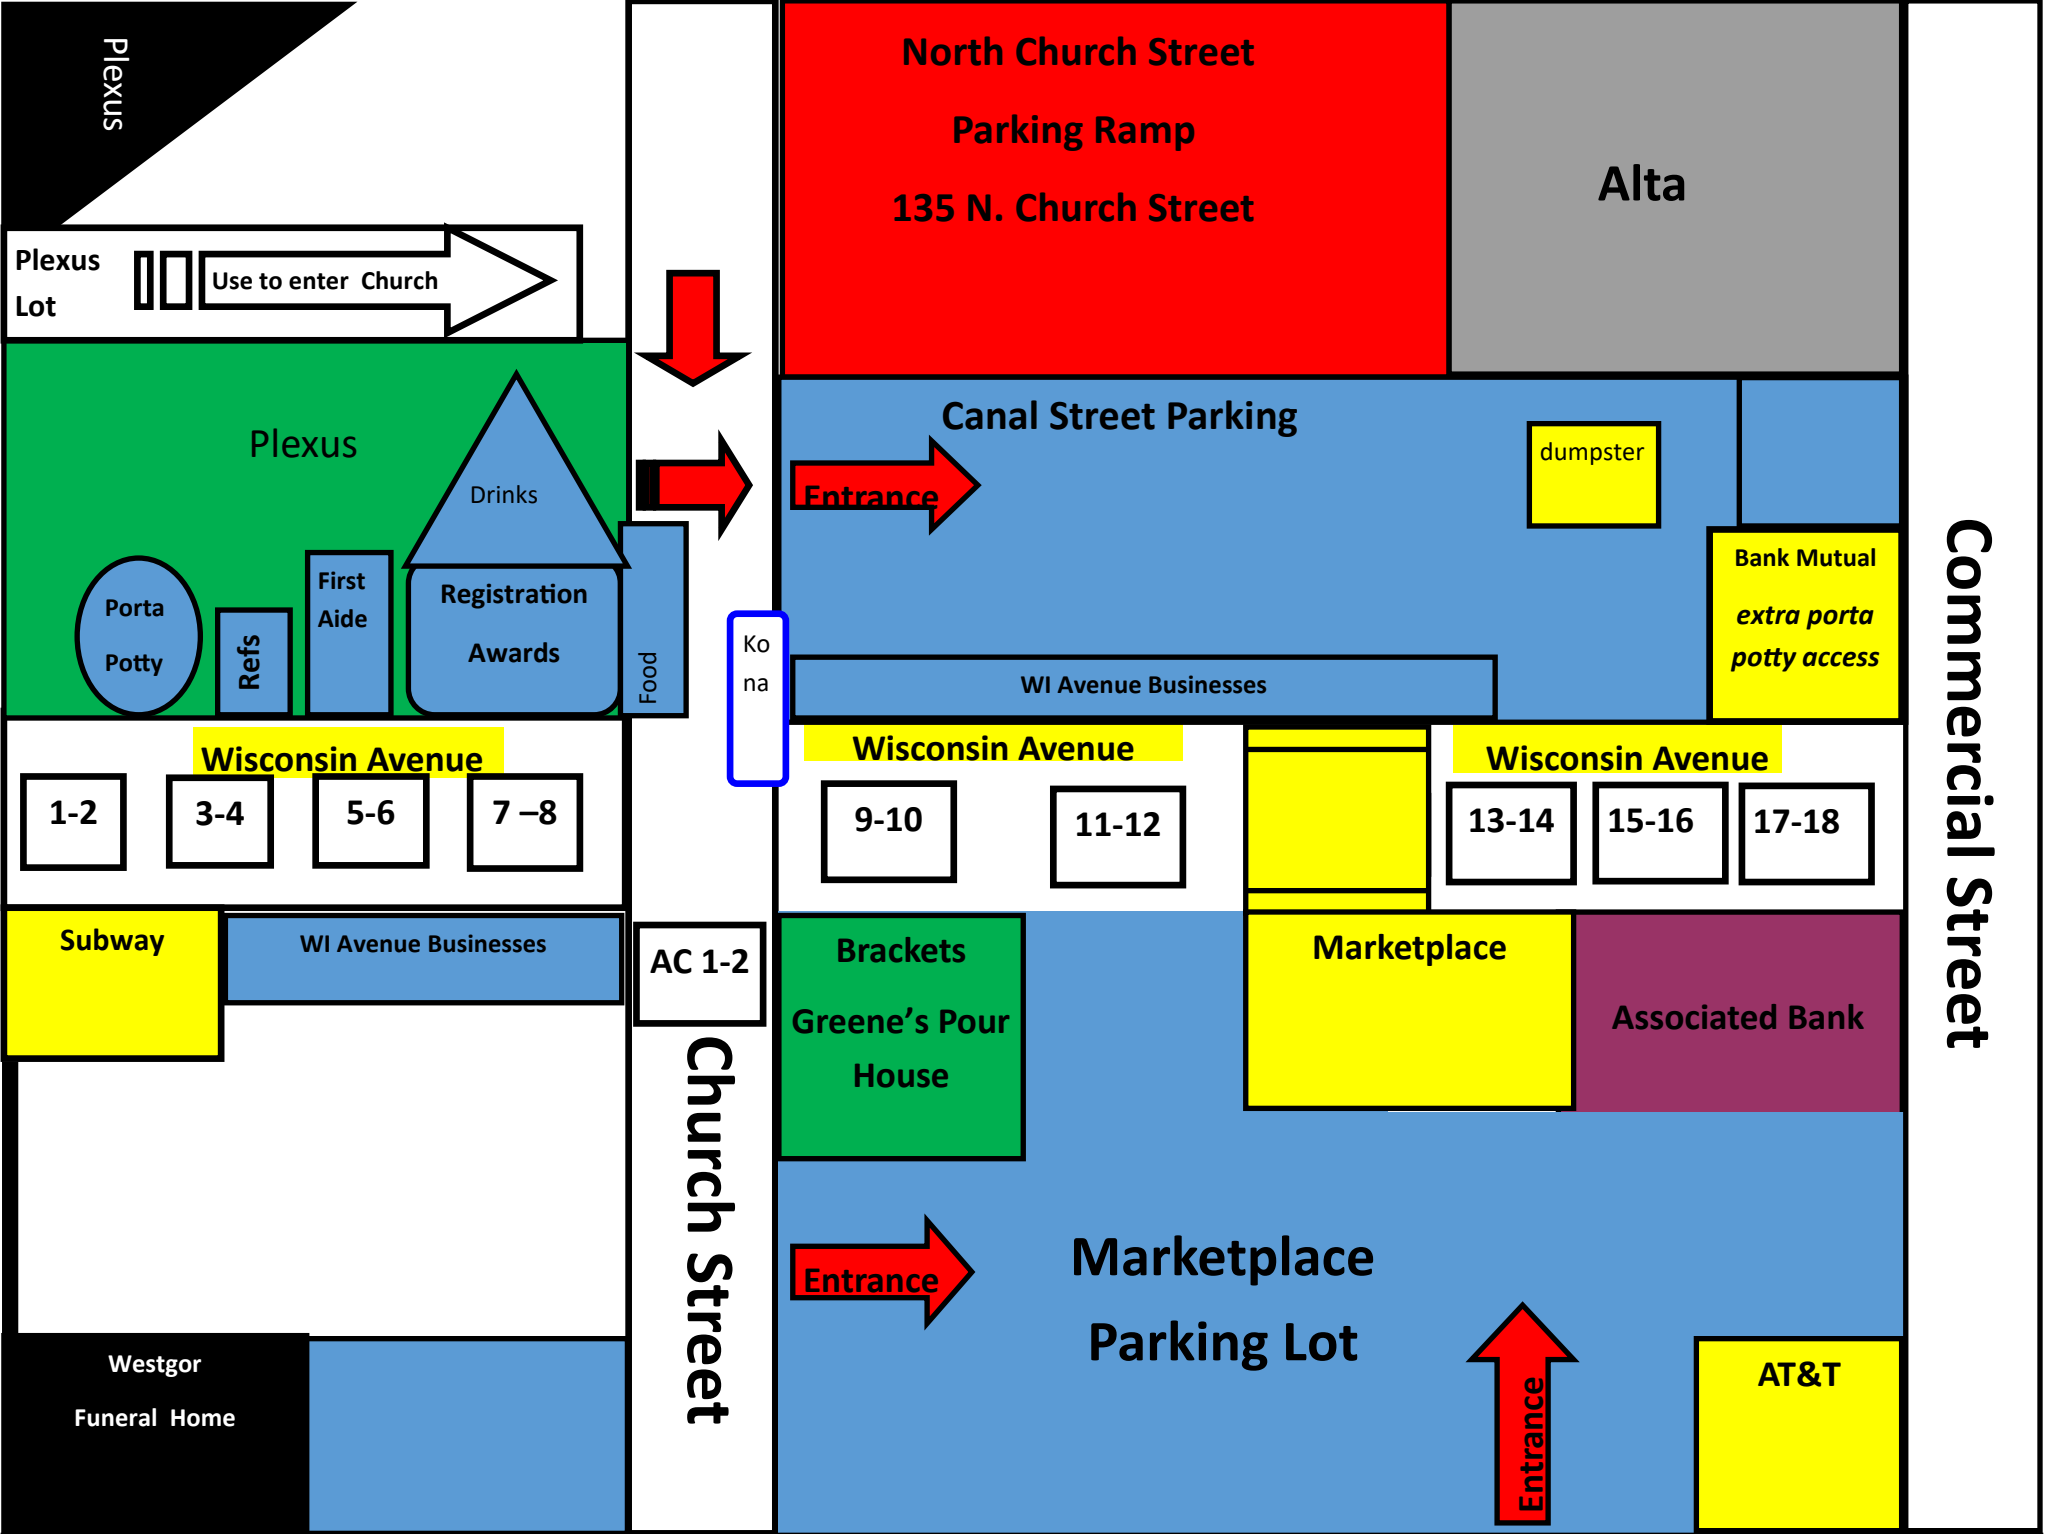 Plexus
North Church Street
Parking Ramp
135 N. Church Street
Alta
Plexus
Lot
Use to enter  Church
Plexus
Drinks
Porta
Potty
Refs
First
Aide
Registration
Awards
Food
Ko
na
Canal Street Parking
Entrance
dumpster
Bank Mutual
extra porta
potty access
WI Avenue Businesses
Commercial Street
Wisconsin Avenue
1-2
3-4
5-6
7 –8
Wisconsin Avenue
9-10
11-12
Wisconsin Avenue
13-14
15-16
17-18
Subway
WI Avenue Businesses
AC 1-2
Church Street
Brackets
Greene’s Pour
House
Marketplace
Associated Bank
Entrance
Marketplace
Parking Lot
Entrance
AT&T
Westgor
Funeral  Home